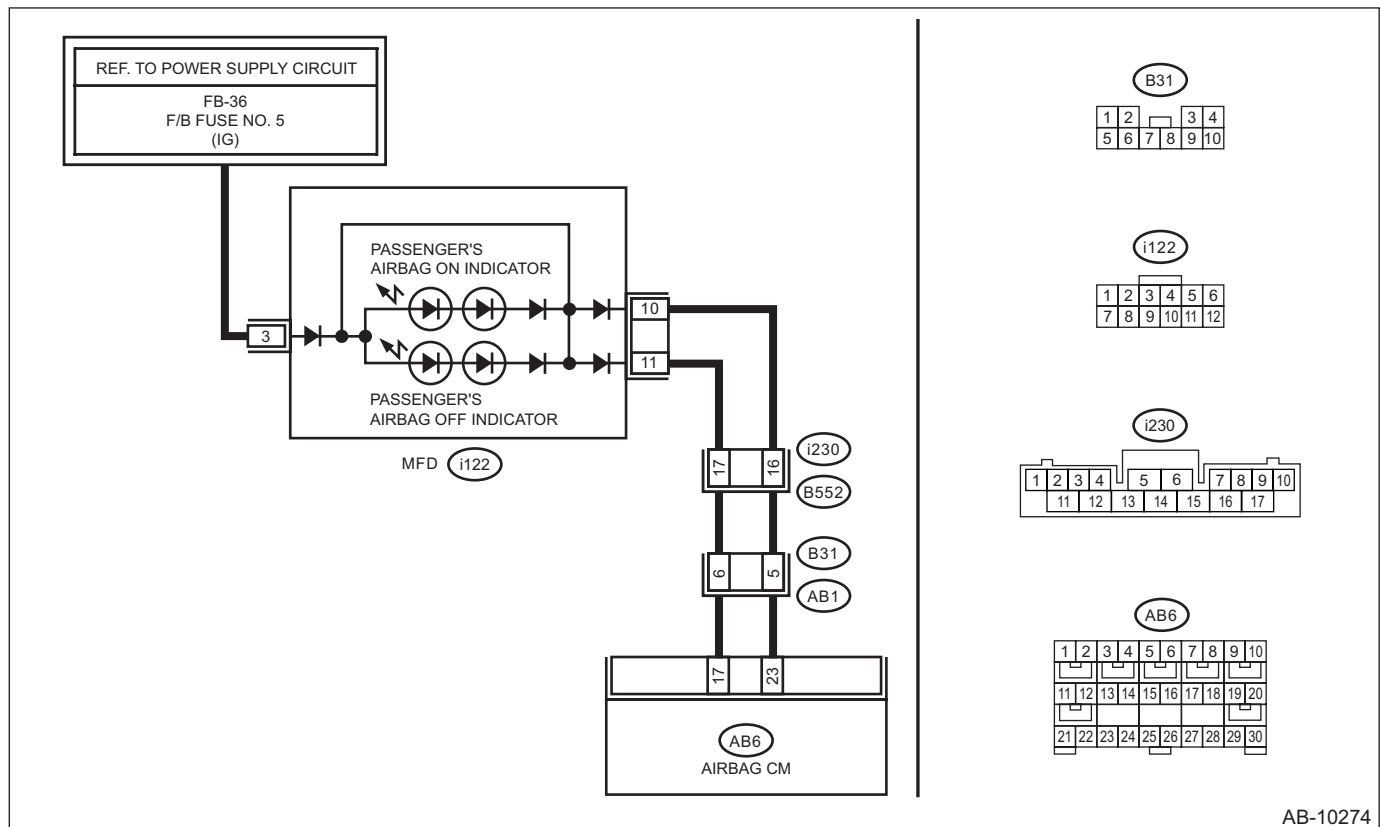 REF. TO POWER SUPPLY CIRCUIT
FB-36
F/B FUSE NO. 5
(IG)
PASSENGER'S
AIRBAG ON INDICATOR
3
10
11
PASSENGER'S
AIRBAG OFF INDICATOR
MFD i122
17 16
i230
B552
6 5
B31
AB1
17 23
AB6
AIRBAG CM
B31
1 2 3 4
5 6 7 8 9 10
i122
1 2 3 4 5 6
7 8 9 10 11 12
i230
1 2 3 4 5 6 7 8 9 10
11 12 13 14 15 16 17
AB6
1 2 3 4 5 6 7 8 9 10
11 12 13 14 15 16 17 18 19 20
21 22 23 24 25 26 27 28 29 30
AB-10274